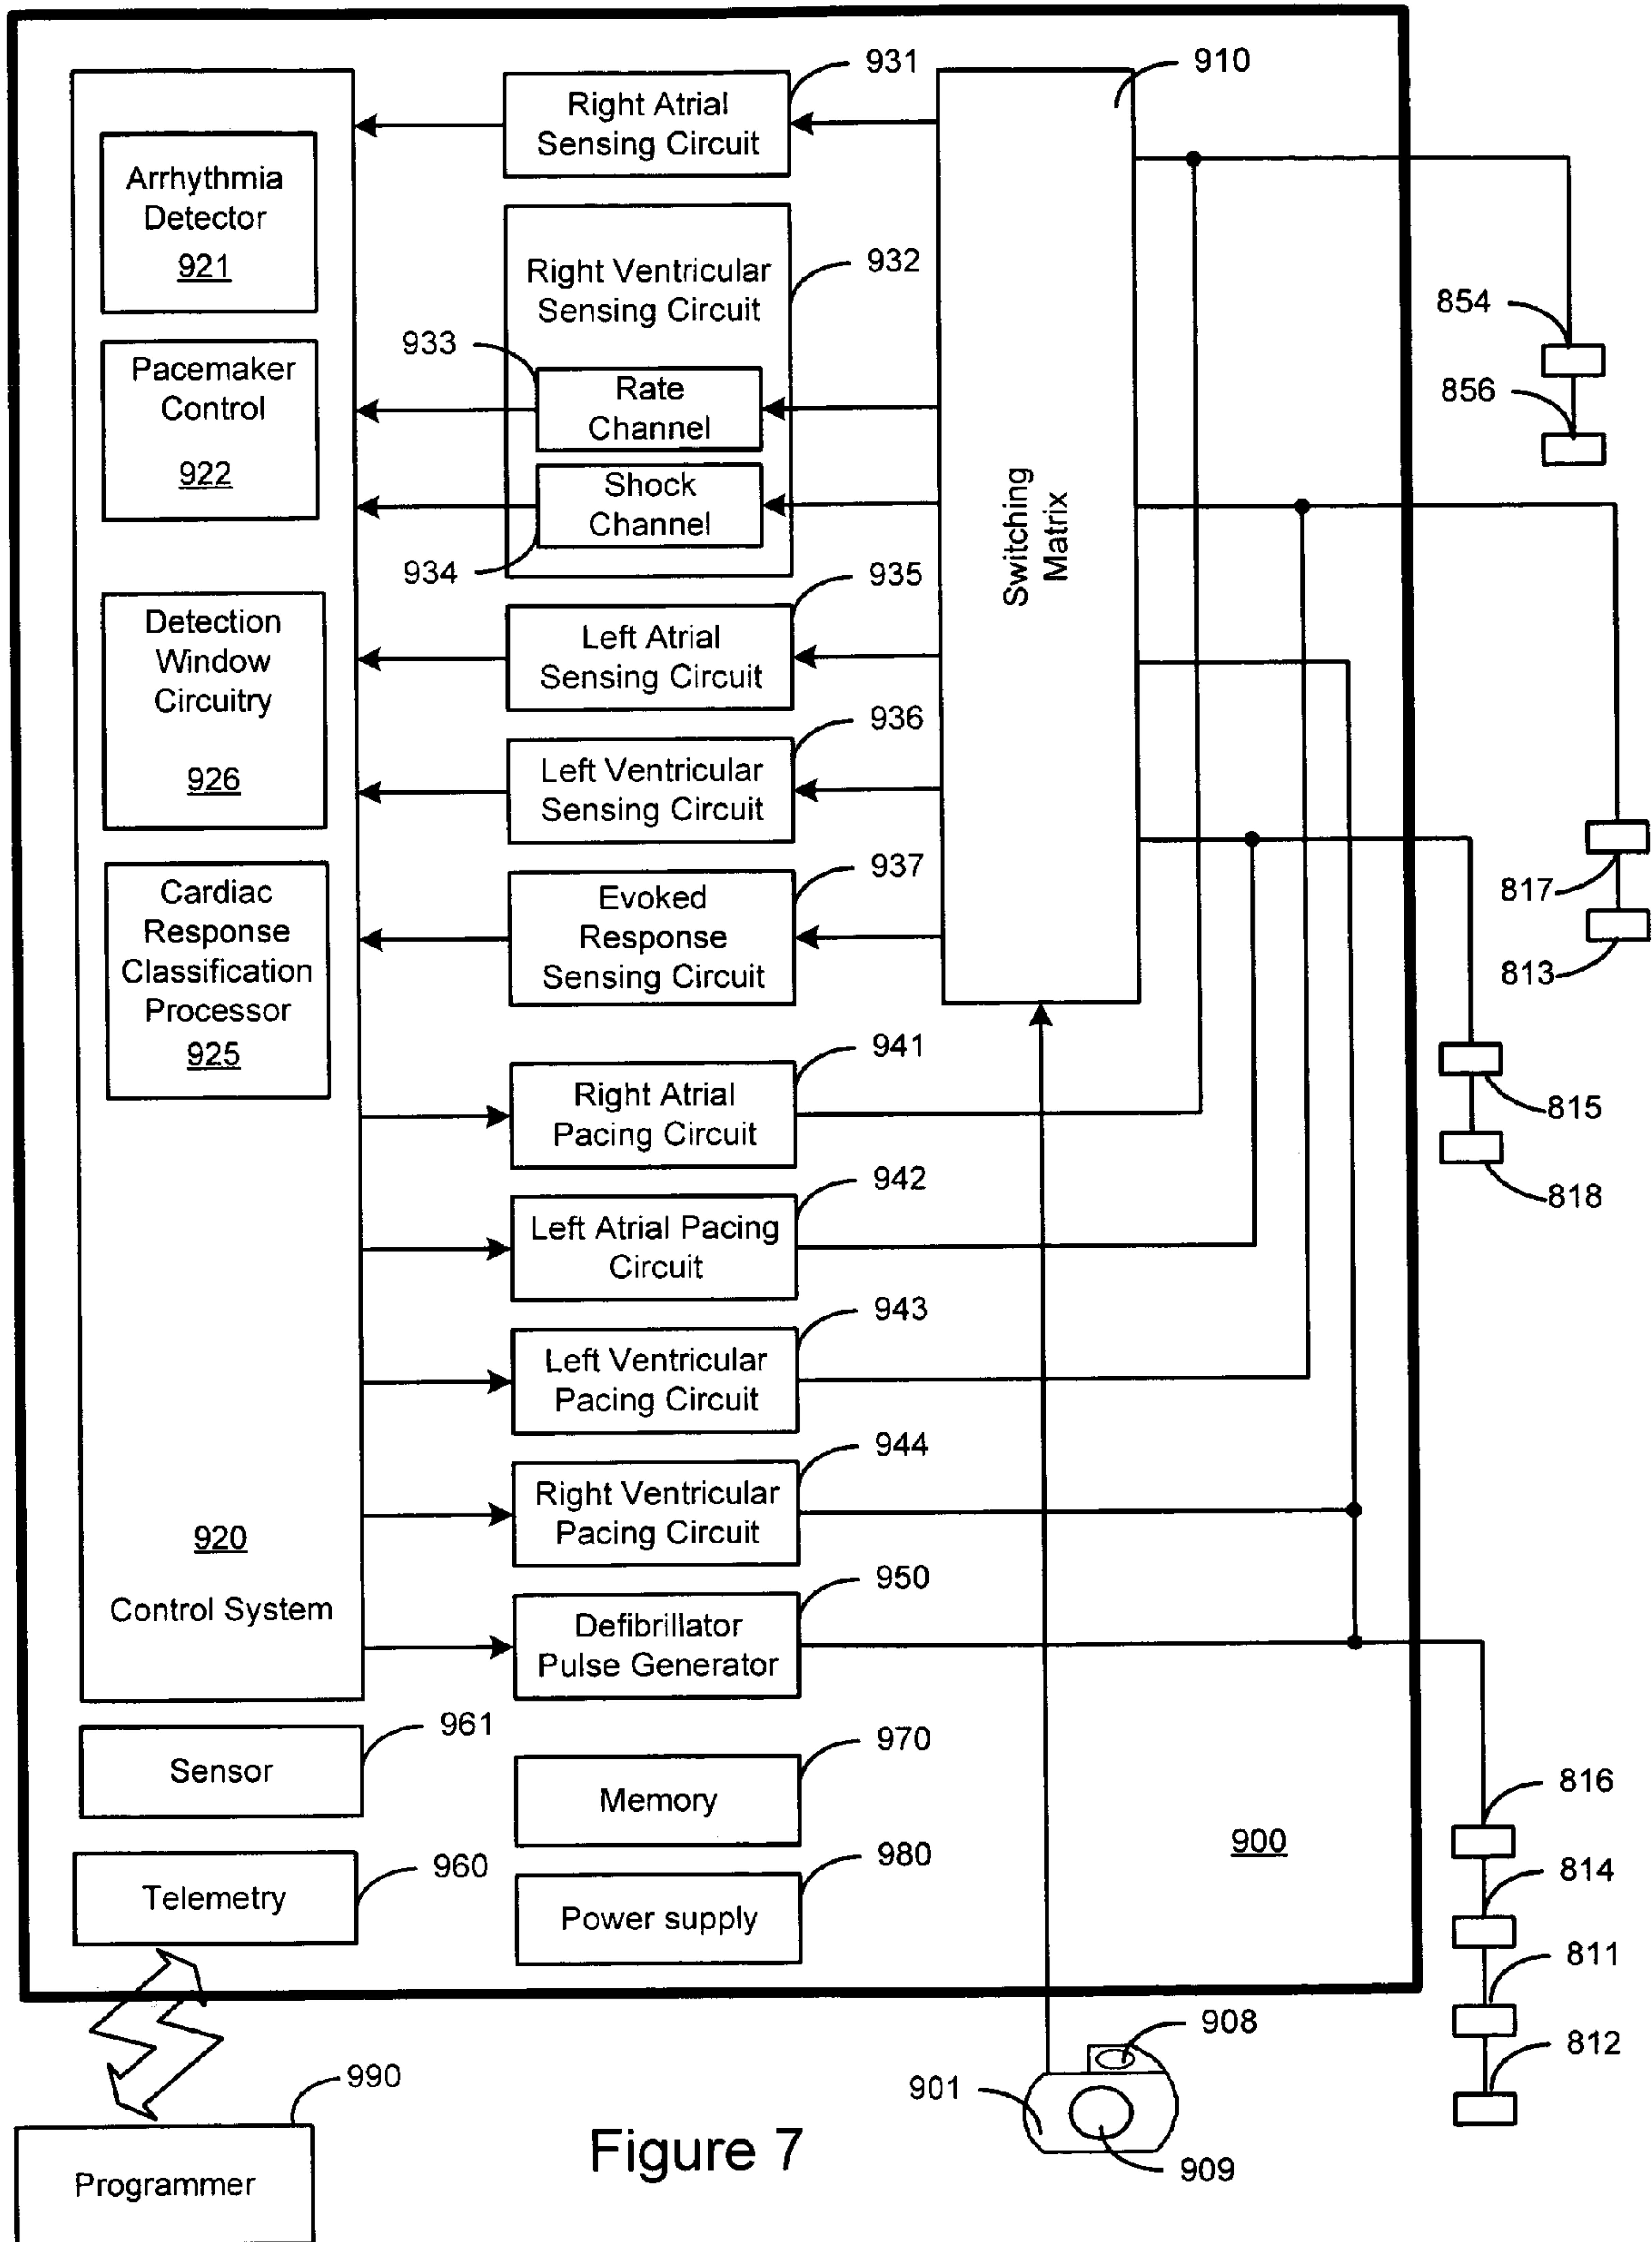 931
910
Right Atrial
Sensing Circuit
Arrhythmia
Detector
921
932
Right Ventricular
Sensing Circuit
933
Rate
Channel
Pacemaker
Control
922
Shock
Channel
934
Switching
Matrix
854
856
935
Left Atrial
Sensing Circuit
Detection
Window
Circuitry
926
936
Left Ventricular
Sensing Circuit
817
813
937
Evoked
Response
Sensing Circuit
Cardiac
Response
Classification
Processor
925
941
Right Atrial
Pacing Circuit
815
818
942
Left Atrial Pacing
Circuit
943
Left Ventricular
Pacing Circuit
944
Right Ventricular
Pacing Circuit
920
Control System
950
Defibrillator
Pulse Generator
961
Sensor
970
Memory
816
900
960
Telemetry
980
Power supply
814
811
812
908
901
909
990
Programmer
Figure 7